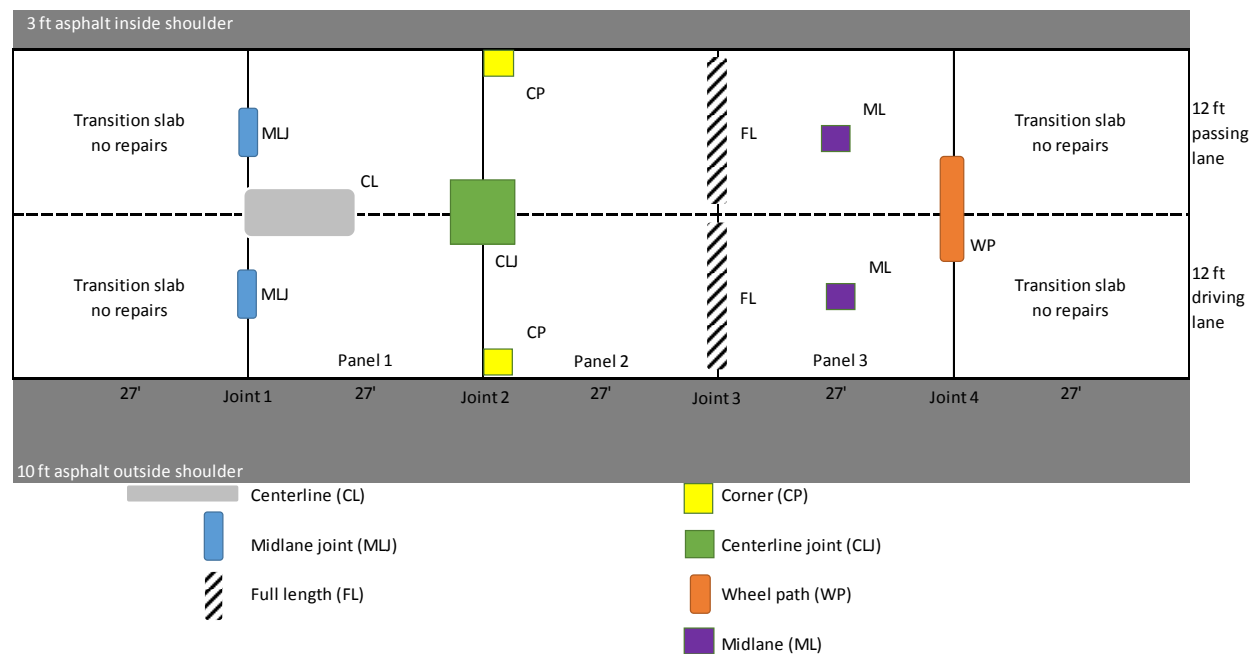 3 ft asphalt inside shoulder
CP
Transition slab
no repairs
MLJ
FL
ML
Transition slab
no repairs
12 ft
passing
lane
CL
CLJ
WP
Transition slab
no repairs
MLJ
FL
ML
Transition slab
no repairs
12 ft
driving
lane
CP
Panel 1
Panel 2
Panel 3
27'
Joint 1
27'
Joint 2
27'
Joint 3
27'
Joint 4
27'
10 ft asphalt outside shoulder
Centerline (CL)
Corner (CP)
Midlane joint (MLJ)
Centerline joint (CLJ)
Full length (FL)
Wheel path (WP)
Midlane (ML)